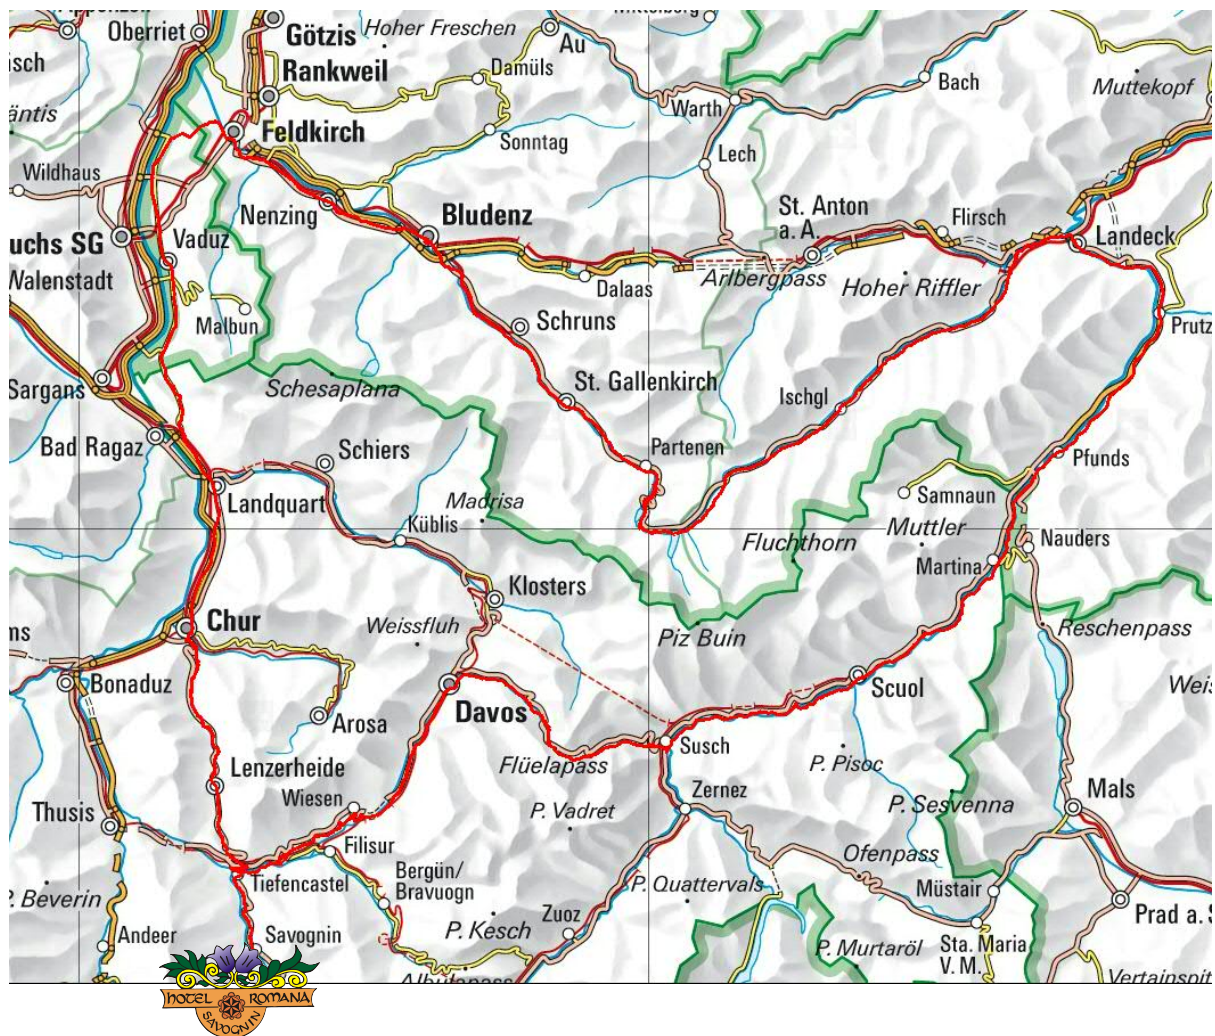 Oberriet
Götzis
Hoher Freschen
Au
Rankweil
Damüls
Bach
Muttekopf
Warth
Feldkirch
Sonntag
Wildhaus
Lech
Nenzing
Bludenz
St. Anton
a. A.
Flirsch
uchs SG
Vaduz
Landeck
Walenstadt
Arlbergpass
Hoher Riffler
Dalaas
Malbun
Schruns
Prutz
Sargans
Schesaplana
St. Gallenkirch
Ischgl
Bad Ragaz
Schiers
Partenen
Pfunds
Landquart
Madrisa
Samnaun
Küblis
Muttler
Fluchthorn
Nauders
Martina
Klosters
Chur
Weissfluh
Piz Buin
Reschenpass
Bonaduz
Scuol
Davos
Arosa
Susch
Flüelapass
P. Pisoc
Lenzerheide
Wiesen
Zernez
P. Sesvenna
Mals
Thusis
P. Vadret
Filisur
Ofenpass
Tiefencastel
Bergün/
Bravuogn
P. Quattervals
Müstair
P. Beverin
Prad a. S
Zuoz
P. Kesch
Andeer
Savognin
Sta. Maria
V. M.
P. Murtaröl
Albulapass
Vertainspit
HOTEL ROMANA
SAVOGNIN